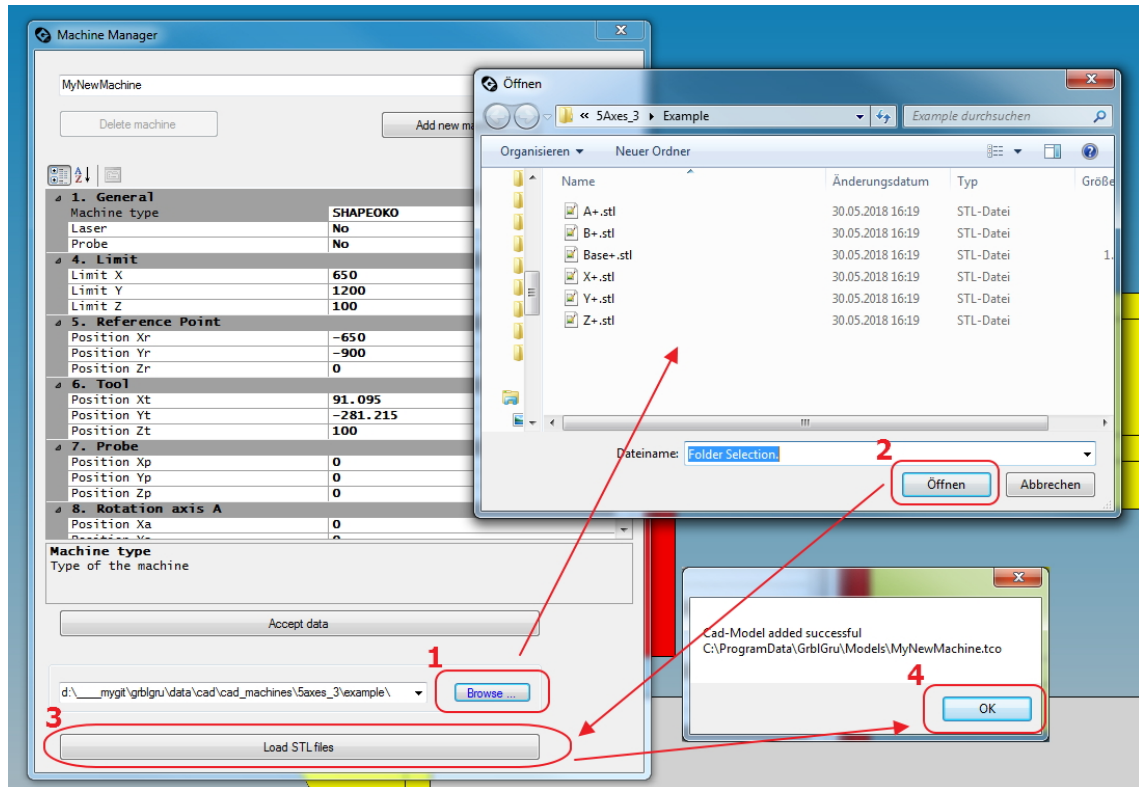 Machine Manager
MyNewMachine
Delete machine
Add new ma
1. General
Machine type SHAPEOKO
Laser No
Probe No
4. Limit
Limit X 650
Limit Y 1200
Limit Z 100
5. Reference Point
Position Xr -650
Position Yr -900
Position Zr 0
6. Tool
Position Xt 91.095
Position Yt -281.215
Position Zt 100
7. Probe
Position Xp 0
Position Yp 0
Position Zp 0
8. Rotation axis A
Position Xa 0
Machine type
Type of the machine
Accept data
1
d:\____mygit\grblgru\data\cad\cad_machines\5axes_3\example\ Browse ...
3
Load STL files
Öffnen
« 5Axes_3 ▸ Example
Example durchsuchen
Organisieren Neuer Ordner
Name Änderungsdatum Typ Größe
A+.stl 30.05.2018 16:19 STL-Datei
B+.stl 30.05.2018 16:19 STL-Datei
Base+.stl 30.05.2018 16:19 STL-Datei 1.
X+.stl 30.05.2018 16:19 STL-Datei
Y+.stl 30.05.2018 16:19 STL-Datei
Z+.stl 30.05.2018 16:19 STL-Datei
Dateiname: Folder Selection.
2
Öffnen Abbrechen
Cad-Model added successful
C:\ProgramData\GrblGru\Models\MyNewMachine.tco
4
OK